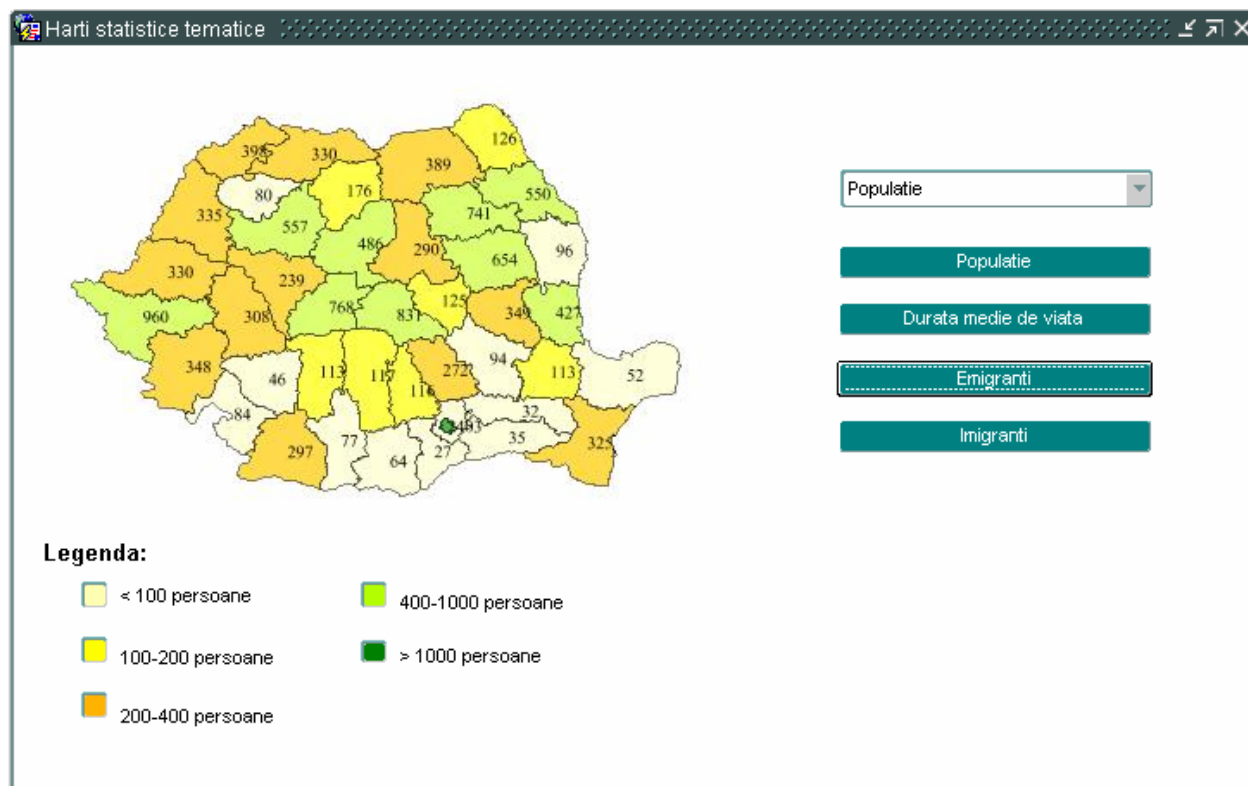 Harti statistice tematice
126
398 330 389
80 176 550
335 741
557
486 290 96
654
330 239
768 831 125 349 427
960 308
348 94
46 113 117 272 113 52
116
84 32
297 77 35 325
64 27
Populatie
Populatie
Durata medie de viata
Emigranti
Imigranti
Legenda:
< 100 persoane
400-1000 persoane
100-200 persoane
> 1000 persoane
200-400 persoane